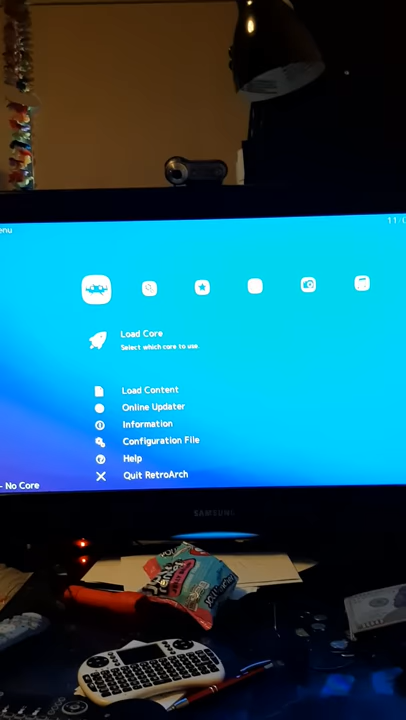 enu
11
Load Core
Select which core to use.
Load Content
Online Updater
Information
Configuration File
Help
Quit RetroArch
- No Core
SAMSUNG